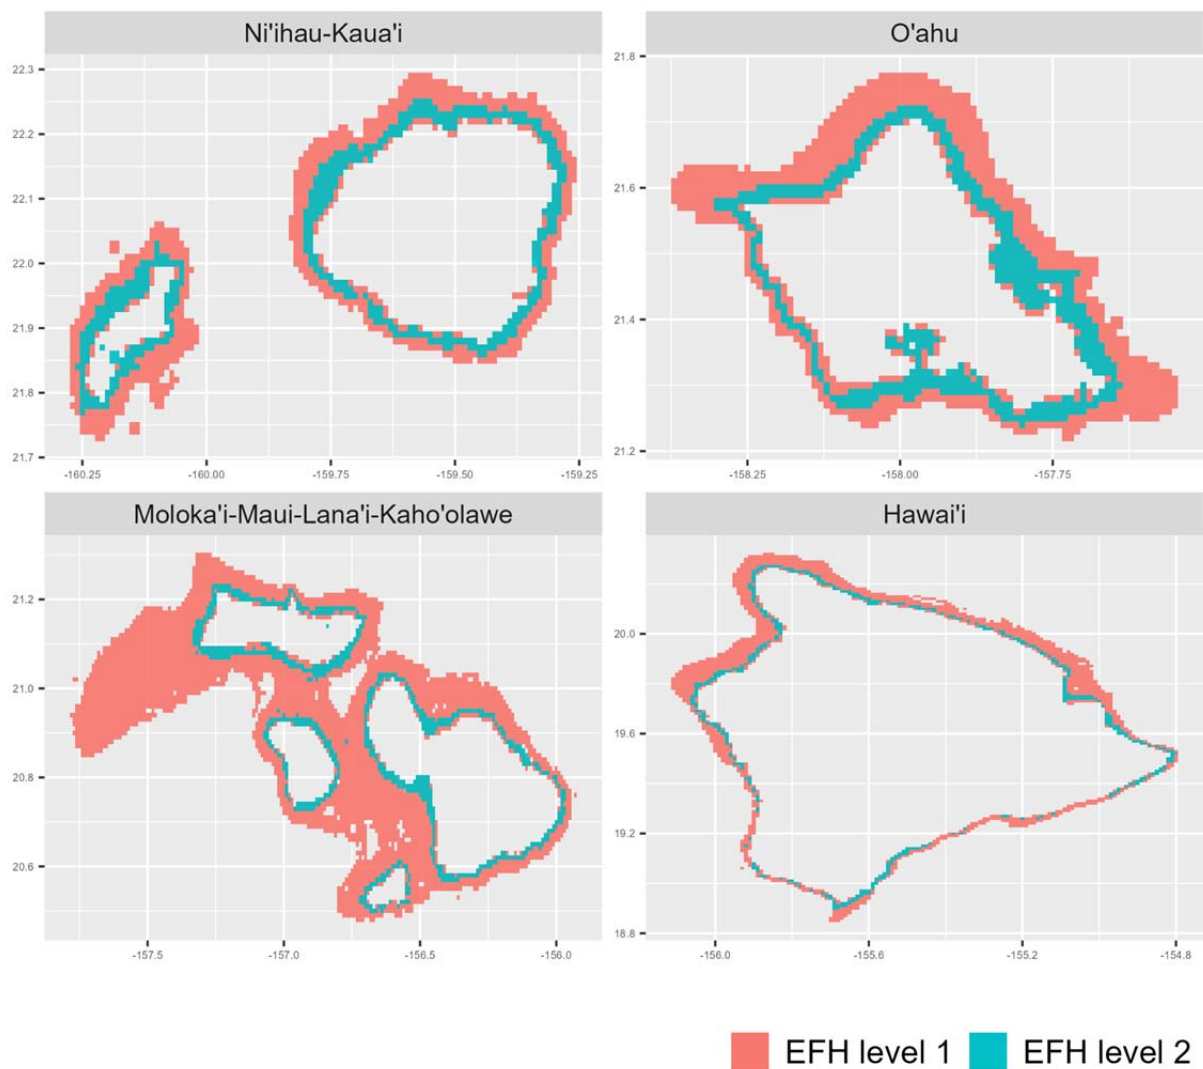 Ni'ihau-Kaua'i
22.3
22.2
22.1
22.0
21.9
21.8
21.7
-160.25 -160.00 -159.75 -159.50 -159.25
O'ahu
21.8
21.6
21.4
21.2
-158.25 -158.00 -157.75
Moloka'i-Maui-Lana'i-Kaho'olawe
21.2
21.0
20.8
20.6
-157.5 -157.0 -156.5 -156.0
Hawai'i
20.0
19.6
19.2
18.8
-156.0 -155.6 -155.2 -154.8
EFH level 1 EFH level 2